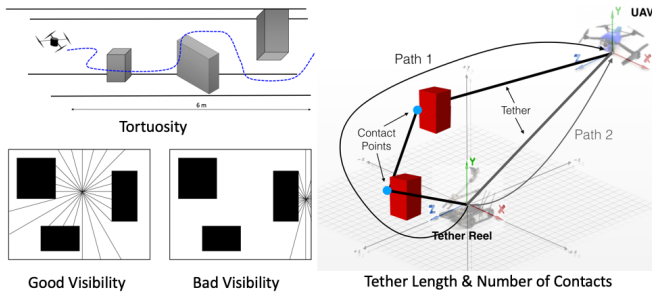 6 m
Tortuosity
Good Visibility
Bad Visibility
UAV
Y
Z
X
Path 1
Tether
Contact
Points
Path 2
Y
Z
X
Tether Reel
Tether Length & Number of Contacts